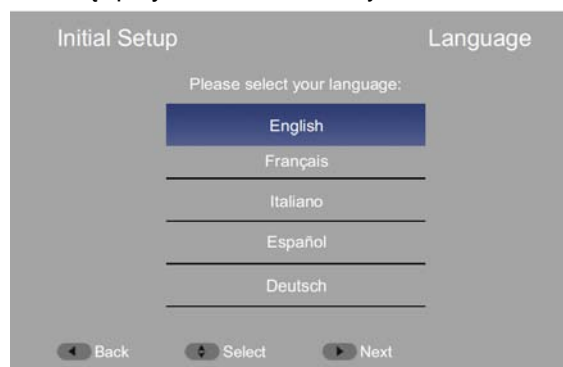 Initial Setup Language
Please select your language:
English
Français
Italiano
Español
Deutsch
Back Select Next